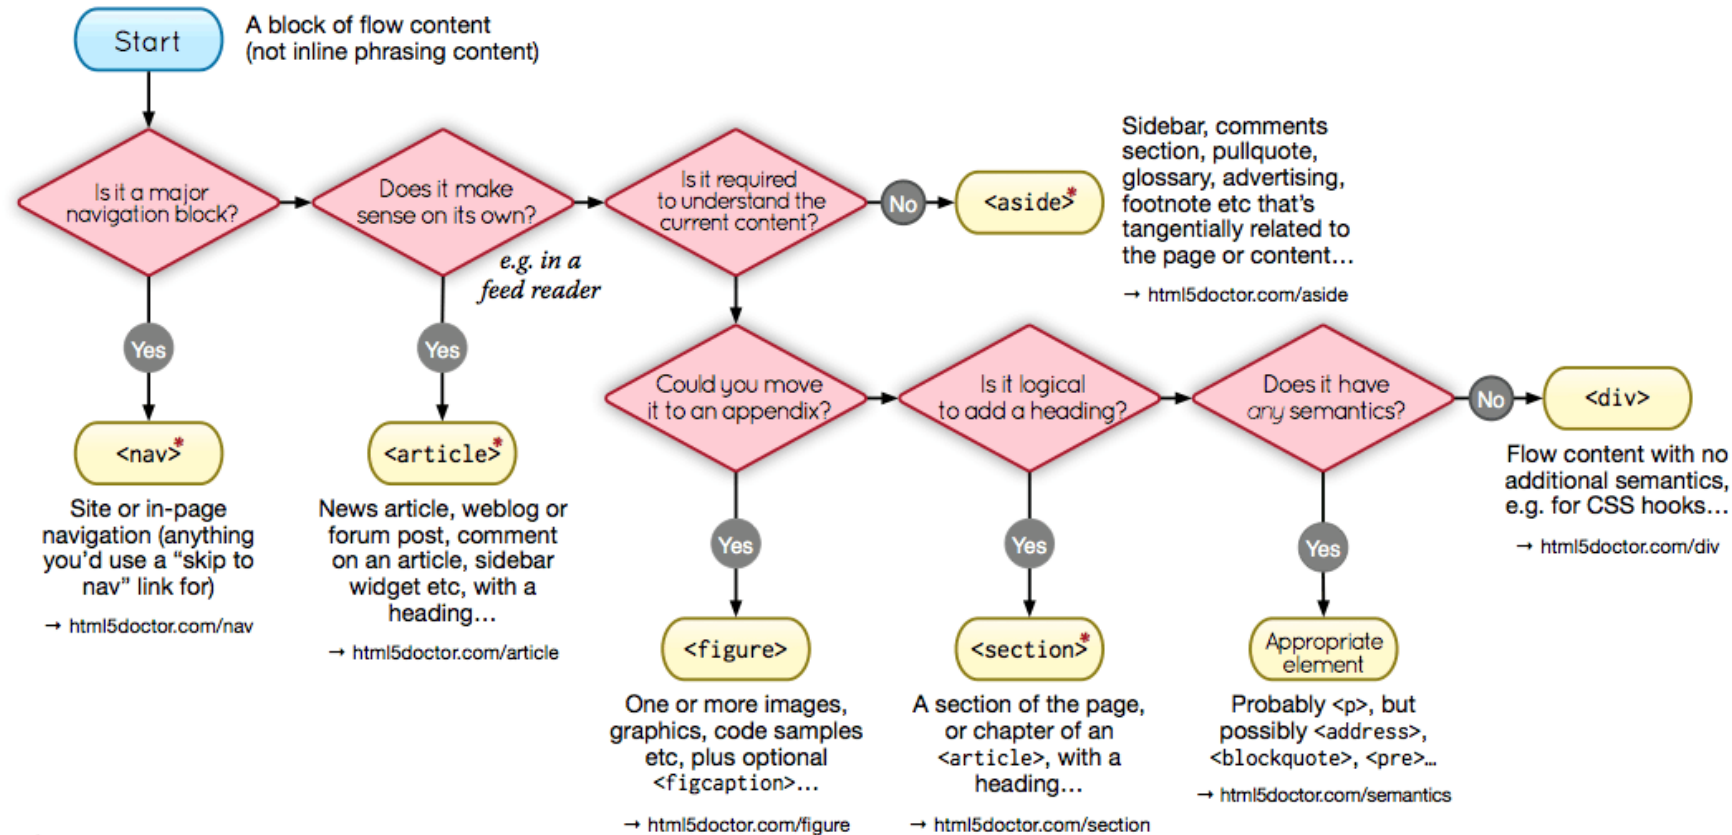 Start
A block of flow content
(not inline phrasing content)
Is it a major
navigation block?
Does it make
sense on its own?
e.g. in a
feed reader
Is it required
to understand the
current content?
No
<aside>*
Sidebar, comments
section, pullquote,
glossary, advertising,
footnote etc that's
tangentially related to
the page or content…
→ html5doctor.com/aside
Yes
<nav>*
Site or in-page
navigation (anything
you'd use a “skip to
nav” link for)
→ html5doctor.com/nav
Yes
<article>*
News article, weblog or
forum post, comment
on an article, sidebar
widget etc, with a
heading…
→ html5doctor.com/article
Could you move
it to an appendix?
Yes
<figure>
One or more images,
graphics, code samples
etc, plus optional
<figcaption>…
→ html5doctor.com/figure
Is it logical
to add a heading?
Yes
<section>*
A section of the page,
or chapter of an
<article>, with a
heading…
→ html5doctor.com/section
Does it have
any semantics?
Yes
Appropriate
element
Probably <p>, but
possibly <address>,
<blockquote>, <pre>…
→ html5doctor.com/semantics
No
<div>
Flow content with no
additional semantics,
e.g. for CSS hooks…
→ html5doctor.com/div